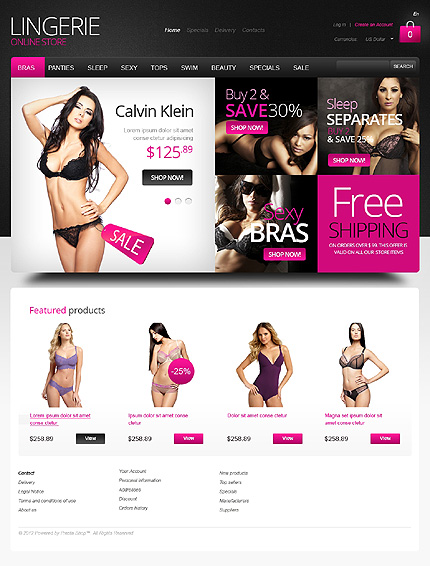 En
LINGERIE
ONLINE STORE
Home Specials Delivery Contacts
Log In | Create an Account
Currencies US Dollar
0
BRAS PANTIES SLEEP SEXY TOPS SWIM BEAUTY SPECIALS SALE
SEARCH
Calvin Klein
Lorem ipsum dolor sit amet
conse ctetur adipiscing
$125.89
SHOP NOW!
SALE
Buy 2 &
SAVE 30%
SHOP NOW!
Sleep
SEPARATES
BUY 2
& SAVE 25%
SHOP NOW!
Sexy
BRAS
SHOP NOW!
Free
SHIPPING
ON ORDERS OVER $99. THIS OFFER IS
VALID ON ALL OUR STORE ITEMS.
Featured products
-25%
Lorem ipsum dolor sit amet
conse ctetur
$258.89
View
Ipsum dolor sit amet conse
ctetur
$258.89
View
Dolor sit amet conse ctetur
$258.89
View
Magna set ipsum dolor sit
amet conse ctetur
$258.89
View
Contact
Delivery
Legal Notice
Terms and conditions of use
About us
Your Account
Personal information
Addresses
Discount
Orders history
New products
Top sellers
Specials
Manufacturers
Suppliers
© 2012 Powered by Presta Shop™. All Rights Reserved